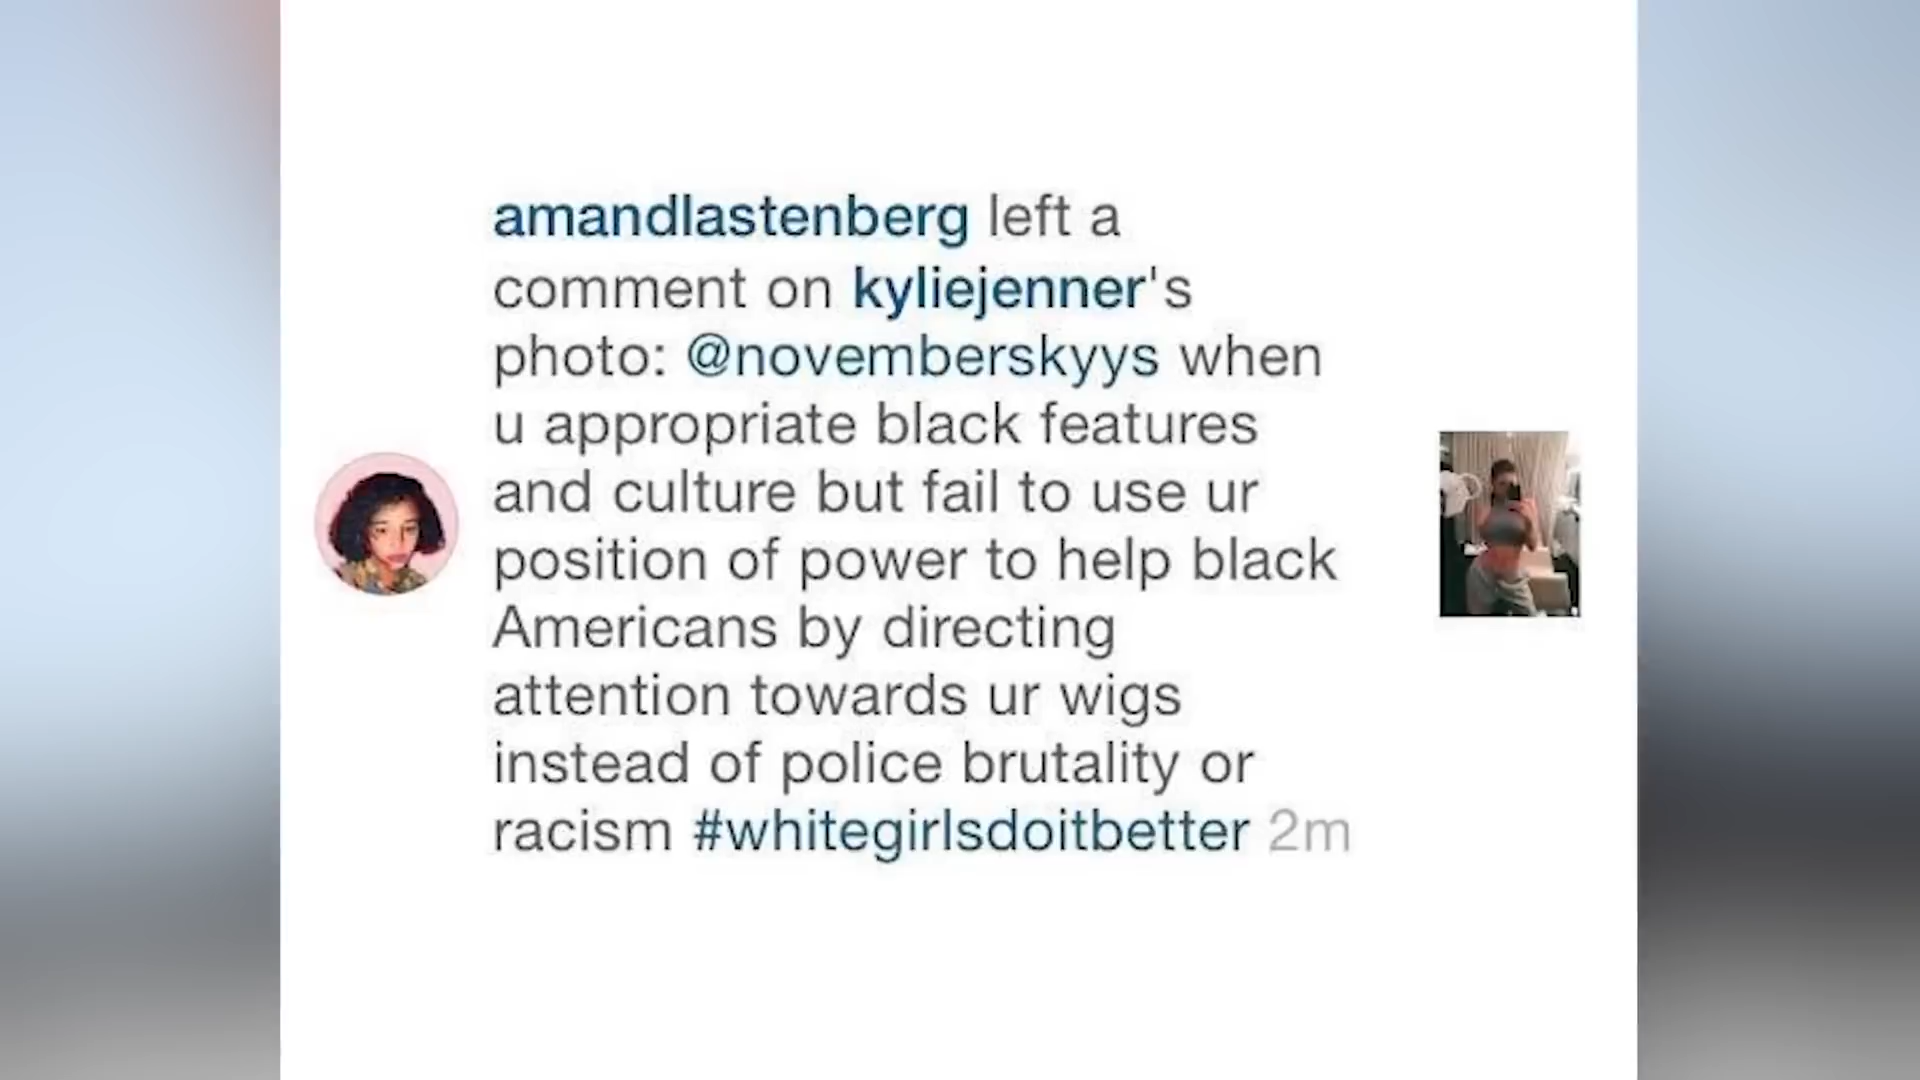 amandlastenberg left a
comment on kyliejenner's
photo: @novemberskyys when
u appropriate black features
and culture but fail to use ur
position of power to help black
Americans by directing
attention towards ur wigs
instead of police brutality or
racism #whitegirlsdoitbetter 2m